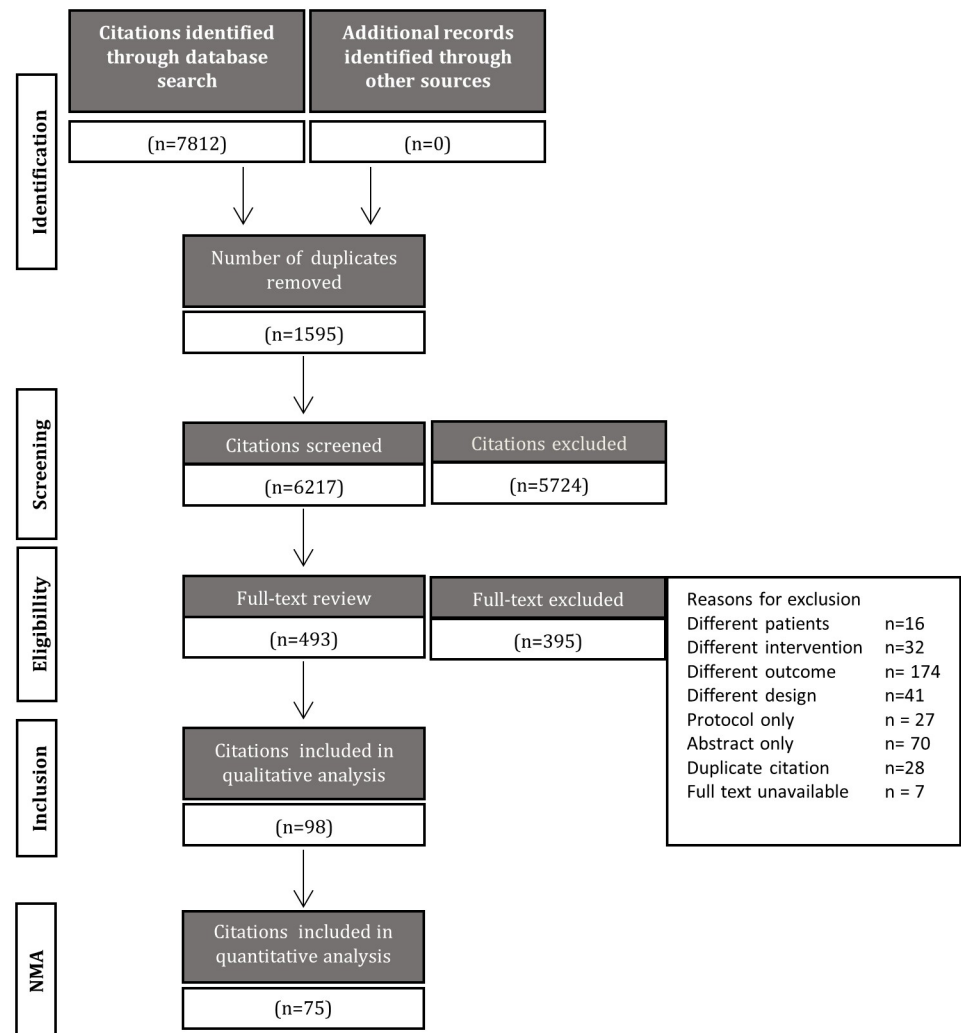 Citations identified
through database
search
Additional records
identified through
other sources
(n=7812)
(n=0)
Identification
Number of duplicates
removed
(n=1595)
Screening
Citations screened
Citations excluded
(n=6217)
(n=5724)
Eligibillity
Full-text review
Full-text excluded
(n=493)
(n=395)
Reasons for exclusion
Different patients n=16
Different intervention n=32
Different outcome n= 174
Different design n=41
Protocol only n = 27
Abstract only n= 70
Duplicate citation n=28
Full text unavailable n = 7
Inclusion
Citations included in
qualitative analysis
(n=98)
NMA
Citations included in
quantitative analysis
(n=75)